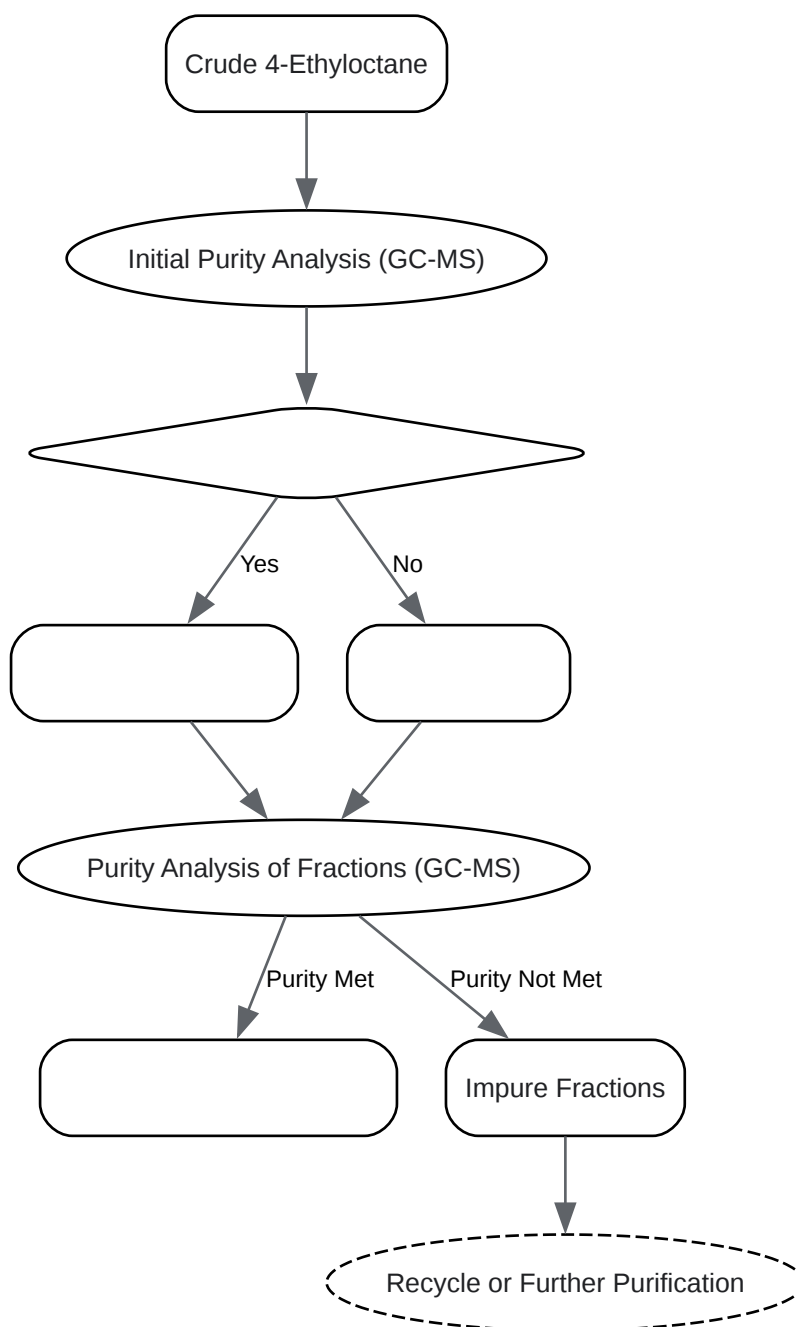 Crude 4-Ethyloctane
Initial Purity Analysis (GC-MS)
Yes
No
Purity Analysis of Fractions (GC-MS)
Purity Met
Purity Not Met
Impure Fractions
Recycle or Further Purification